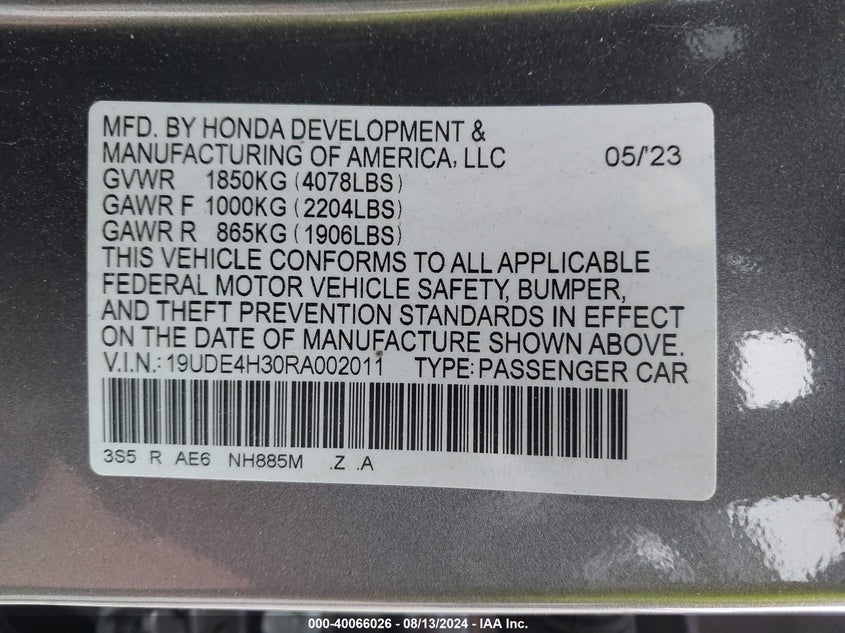 MFD. BY HONDA DEVELOPMENT &
MANUFACTURING OF AMERICA, LLC 05/'23
GVWR 1850KG (4078LBS)
GAWR F 1000KG (2204LBS)
GAWR R 865KG (1906LBS)
THIS VEHICLE CONFORMS TO ALL APPLICABLE
FEDERAL MOTOR VEHICLE SAFETY, BUMPER,
AND THEFT PREVENTION STANDARDS IN EFFECT
ON THE DATE OF MANUFACTURE SHOWN ABOVE.
V.I.N.: 19UDE4H30RA002011 TYPE: PASSENGER CAR
3S5 R AE6 NH885M .Z .A
000-40066026 - 08/13/2024 - IAA Inc.